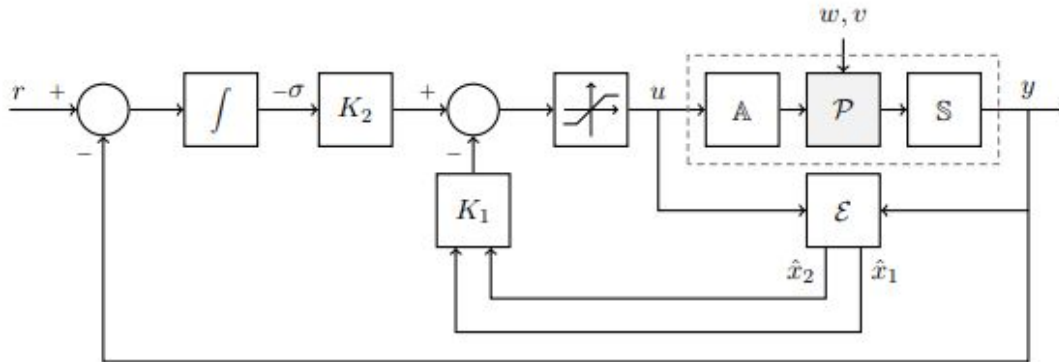 w, v
r + ∫ −σ K₂ + u 𝔸 𝒫 𝕊 y
− −
K₁ ℰ
x̂₂ x̂₁